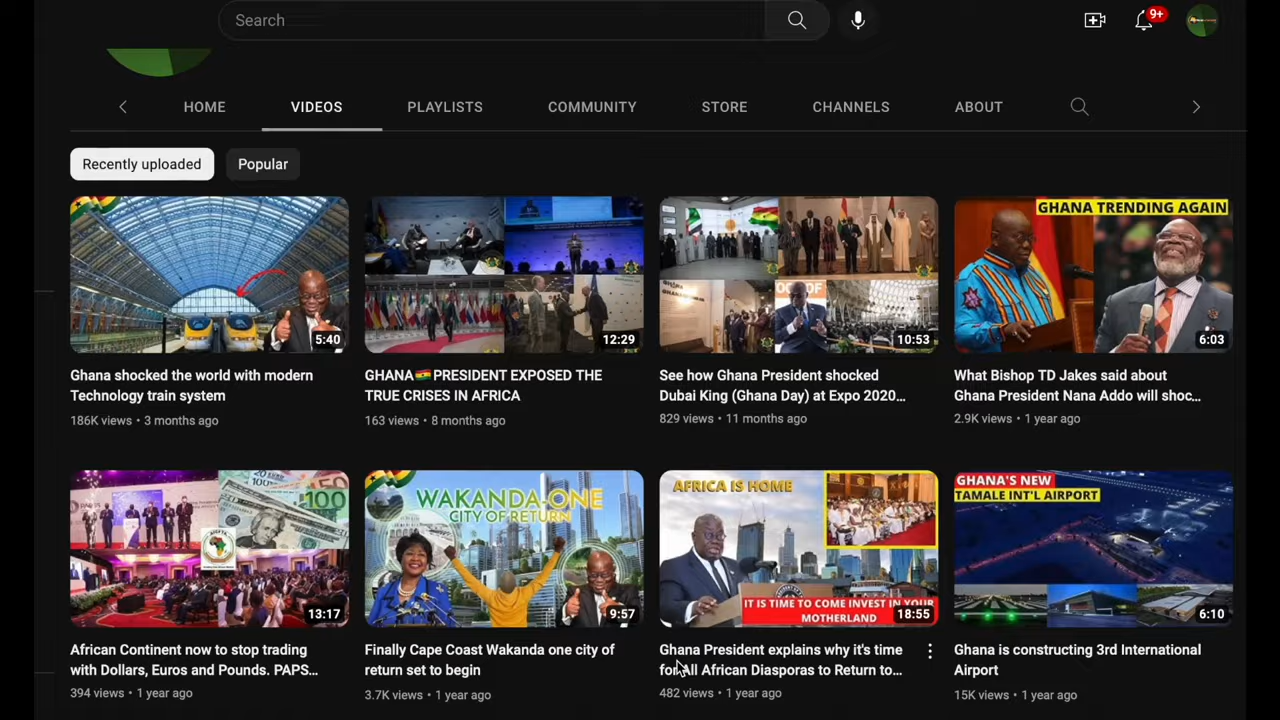 Search
9+
HOME
VIDEOS
PLAYLISTS
COMMUNITY
STORE
CHANNELS
ABOUT
Recently uploaded
Popular
5:40
Ghana shocked the world with modern
Technology train system
186K views • 3 months ago
12:29
GHANA🇬🇭PRESIDENT EXPOSED THE
TRUE CRISES IN AFRICA
163 views • 8 months ago
10:53
See how Ghana President shocked
Dubai King (Ghana Day) at Expo 2020...
829 views • 11 months ago
GHANA TRENDING AGAIN
6:03
What Bishop TD Jakes said about
Ghana President Nana Addo will shoc...
2.9K views • 1 year ago
13:17
African Continent now to stop trading
with Dollars, Euros and Pounds. PAPS...
394 views • 1 year ago
WAKANDA ONE
CITY OF RETURN
9:57
Finally Cape Coast Wakanda one city of
return set to begin
3.7K views • 1 year ago
AFRICA IS HOME
IT IS TIME TO COME INVEST IN YOUR
MOTHERLAND
18:55
Ghana President explains why it's time
for All African Diasporas to Return to...
482 views • 1 year ago
GHANA'S NEW
TAMALE INT'L AIRPORT
6:10
Ghana is constructing 3rd International
Airport
15K views • 1 year ago